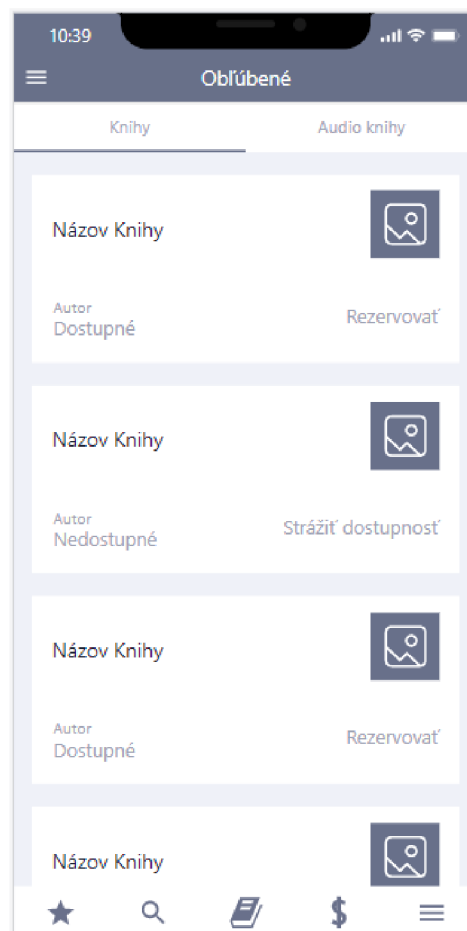 10:39
Obľúbené
Knihy Audio knihy
Názov Knihy
Autor
Dostupné Rezervovať
Názov Knihy
Autor
Nedostupné Strážiť dostupnosť
Názov Knihy
Autor
Dostupné Rezervovať
Názov Knihy
$